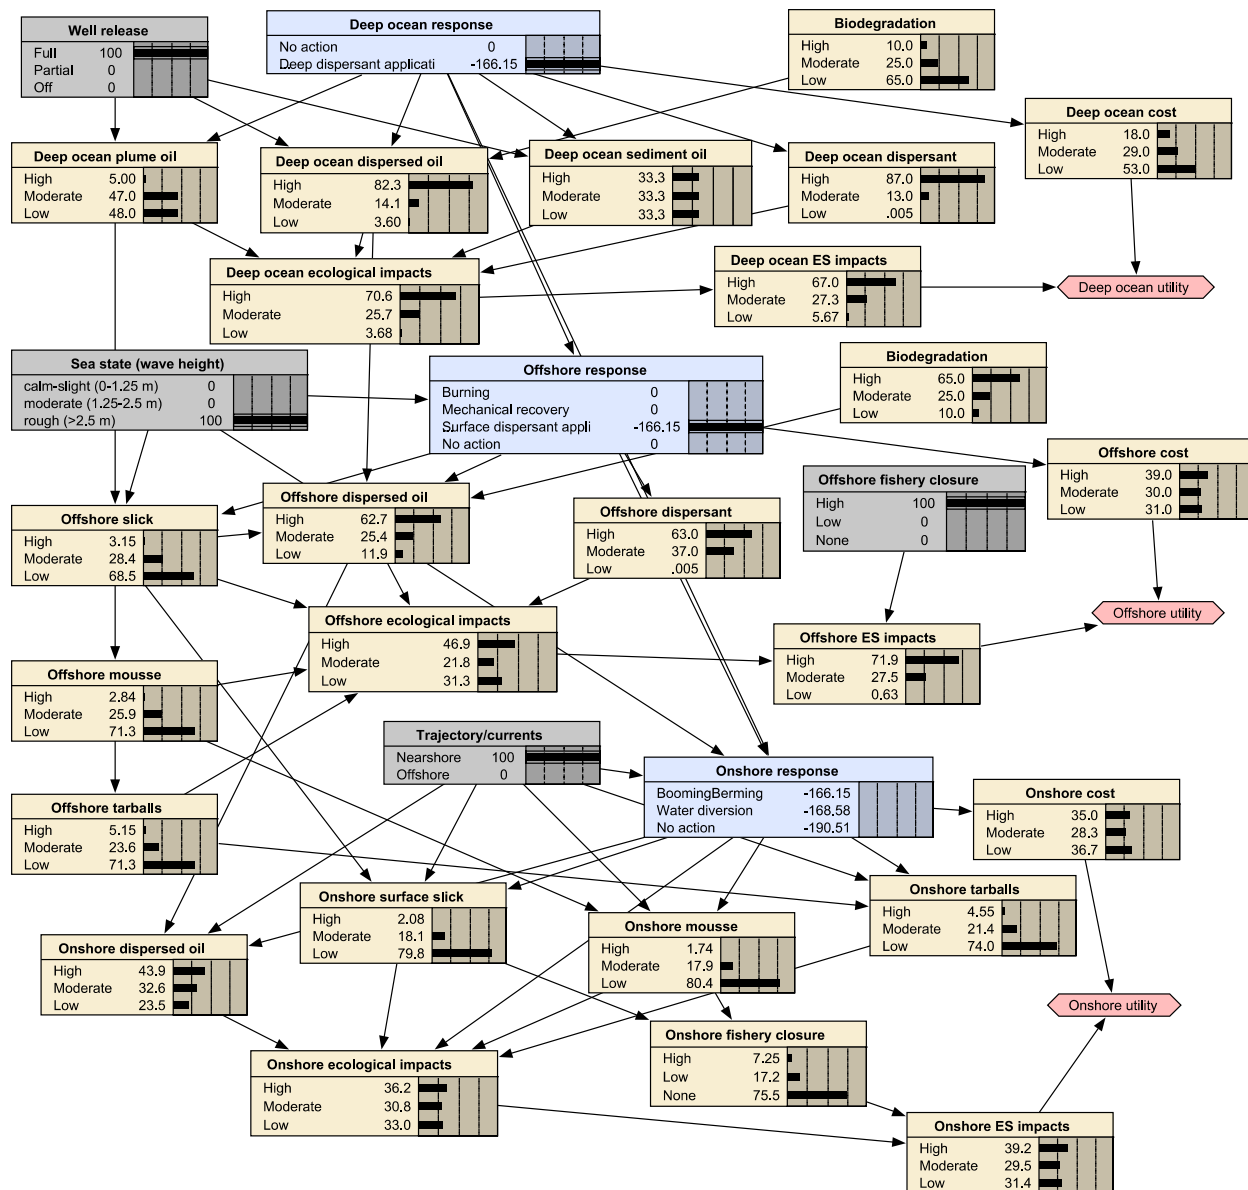 Well release
Full 100
Partial 0
Off 0
Deep ocean response
No action 0
Deep dispersant applicati -166.15
Biodegradation
High 10.0
Moderate 25.0
Low 65.0
Deep ocean cost
High 18.0
Moderate 29.0
Low 53.0
Deep ocean plume oil
High 5.00
Moderate 47.0
Low 48.0
Deep ocean dispersed oil
High 82.3
Moderate 14.1
Low 3.60
Deep ocean sediment oil
High 33.3
Moderate 33.3
Low 33.3
Deep ocean dispersant
High 87.0
Moderate 13.0
Low .005
Deep ocean ecological impacts
High 70.6
Moderate 25.7
Low 3.68
Deep ocean ES impacts
High 67.0
Moderate 27.3
Low 5.67
Deep ocean utility
Sea state (wave height)
calm-slight (0-1.25 m) 0
moderate (1.25-2.5 m) 0
rough (>2.5 m) 100
Offshore response
Burning 0
Mechanical recovery 0
Surface dispersant appli -166.15
No action 0
Biodegradation
High 65.0
Moderate 25.0
Low 10.0
Offshore cost
High 39.0
Moderate 30.0
Low 31.0
Offshore fishery closure
High 100
Low 0
None 0
Offshore slick
High 3.15
Moderate 28.4
Low 68.5
Offshore dispersed oil
High 62.7
Moderate 25.4
Low 11.9
Offshore dispersant
High 63.0
Moderate 37.0
Low .005
Offshore utility
Offshore ecological impacts
High 46.9
Moderate 21.8
Low 31.3
Offshore ES impacts
High 71.9
Moderate 27.5
Low 0.63
Offshore mousse
High 2.84
Moderate 25.9
Low 71.3
Trajectory/currents
Nearshore 100
Offshore 0
Onshore response
BoomingBerming -166.15
Water diversion -168.58
No action -190.51
Onshore cost
High 35.0
Moderate 28.3
Low 36.7
Offshore tarballs
High 5.15
Moderate 23.6
Low 71.3
Onshore tarballs
High 4.55
Moderate 21.4
Low 74.0
Onshore surface slick
High 2.08
Moderate 18.1
Low 79.8
Onshore mousse
High 1.74
Moderate 17.9
Low 80.4
Onshore dispersed oil
High 43.9
Moderate 32.6
Low 23.5
Onshore utility
Onshore fishery closure
High 7.25
Low 17.2
None 75.5
Onshore ecological impacts
High 36.2
Moderate 30.8
Low 33.0
Onshore ES impacts
High 39.2
Moderate 29.5
Low 31.4